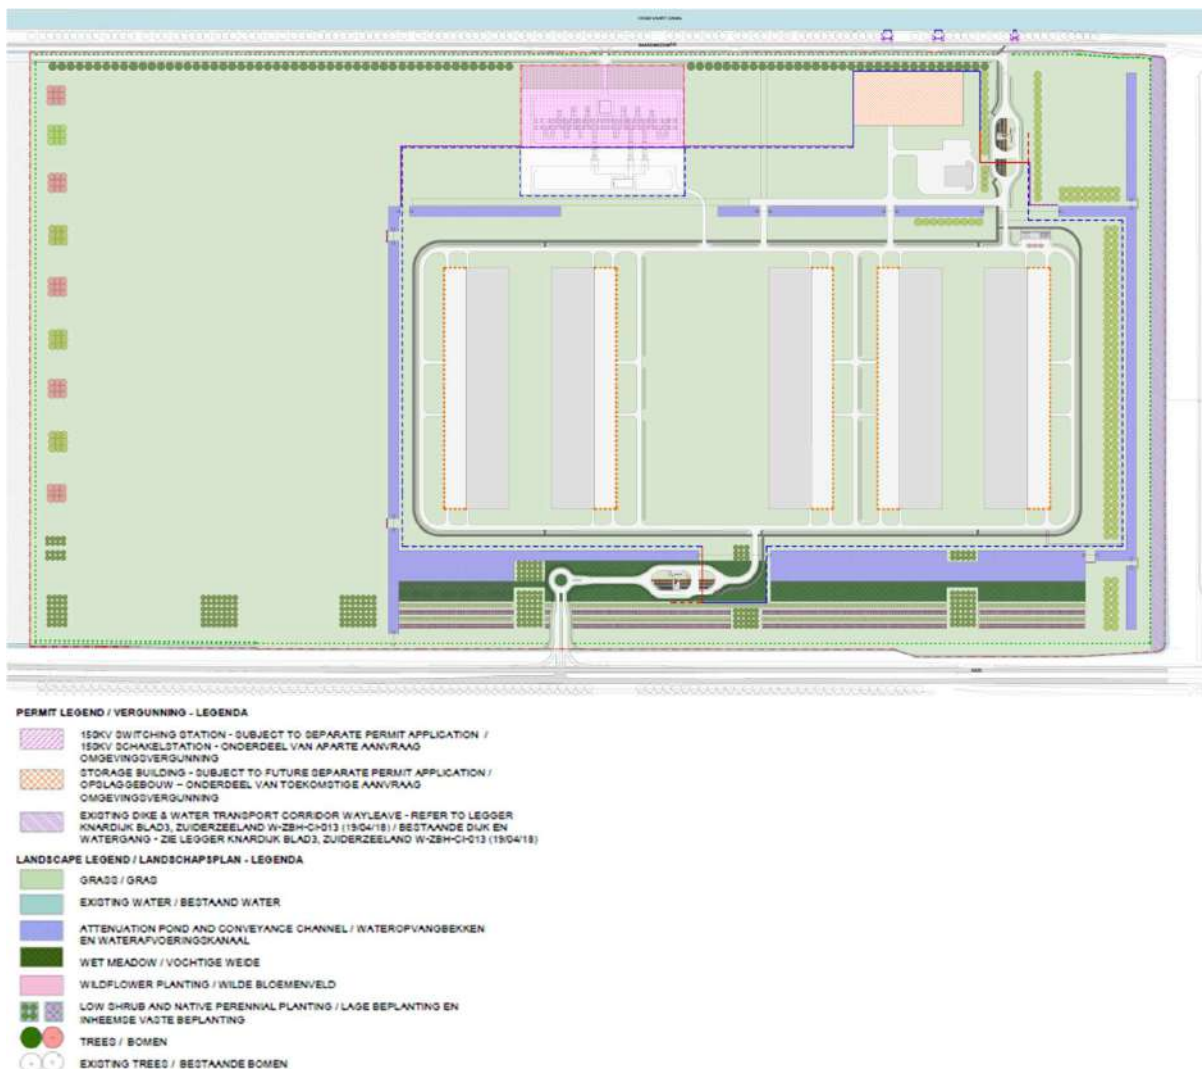 PERMIT LEGEND / VERGUNNING - LEGENDA
150KV SWITCHING STATION - SUBJECT TO SEPARATE PERMIT APPLICATION /
150KV SCHAKELSTATION - ONDERDEEL VAN APARTE AANVRAAG
OMGEVINGSVERGUNNING
STORAGE BUILDING - SUBJECT TO FUTURE SEPARATE PERMIT APPLICATION /
OPSLAGGEBOUW – ONDERDEEL VAN TOEKOMSTIGE AANVRAAG
OMGEVINGSVERGUNNING
EXISTING DIKE & WATER TRANSPORT CORRIDOR WAYLEAVE - REFER TO LEGGER
KNARDIJK BLAD3, ZUIDERZEELAND W-ZBH-CI-013 (19/04/18) / BESTAANDE DIJK EN
WATERGANG - ZIE LEGGER KNARDIJK BLAD3, ZUIDERZEELAND W-ZBH-CI-013 (19/04/18)
LANDSCAPE LEGEND / LANDSCHAPSPLAN - LEGENDA
GRASS / GRAS
EXISTING WATER / BESTAAND WATER
ATTENUATION POND AND CONVEYANCE CHANNEL / WATEROPVANGBEKKEN
EN WATERAFVOERINGSKANAAL
WET MEADOW / VOCHTIGE WEIDE
WILDFLOWER PLANTING / WILDE BLOEMENVELD
LOW SHRUB AND NATIVE PERENNIAL PLANTING / LAGE BEPLANTING EN
INHEEMSE VASTE BEPLANTING
TREES / BOMEN
EXISTING TREES / BESTAANDE BOMEN